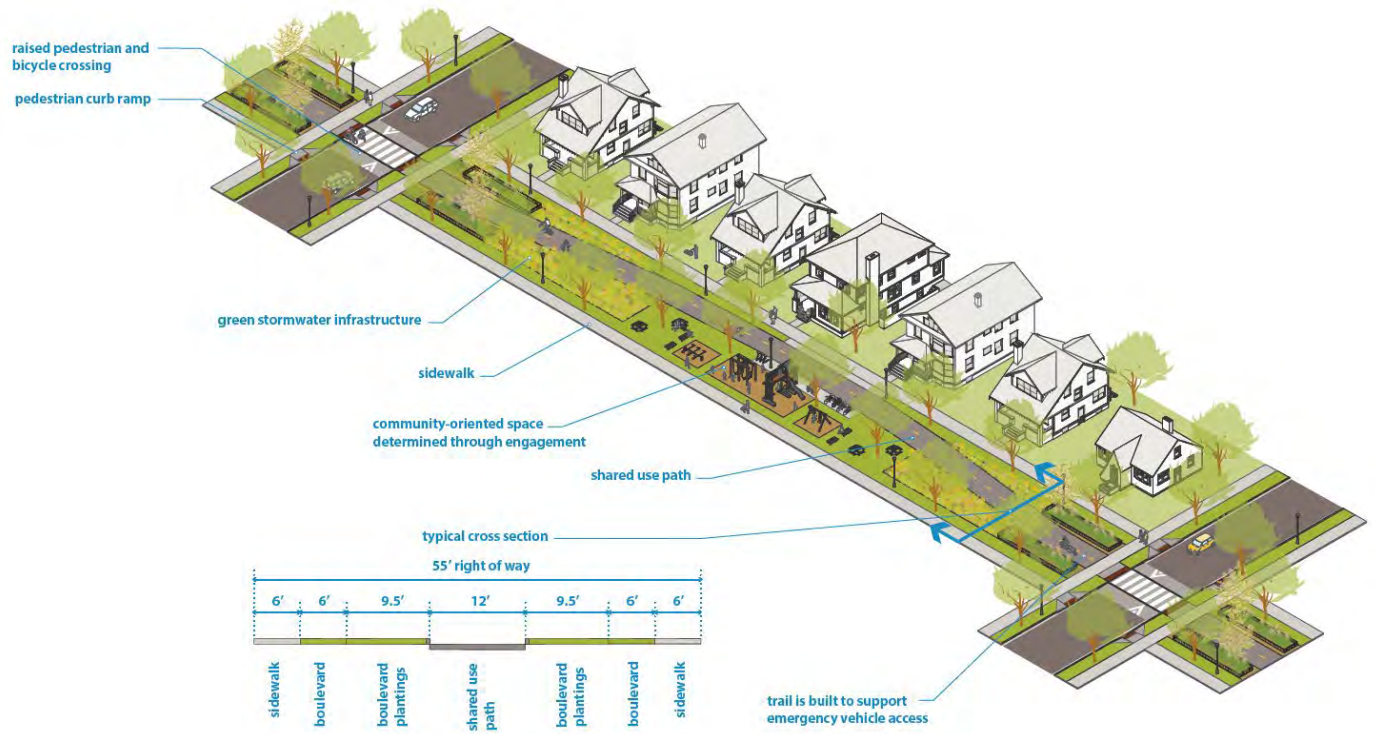 raised pedestrian and
bicycle crossing
pedestrian curb ramp
green stormwater infrastructure
sidewalk
community-oriented space
determined through engagement
shared use path
typical cross section
55' right of way
6' 6' 9.5' 12' 9.5' 6' 6'
sidewalk
boulevard
boulevard
plantings
shared use
path
boulevard
plantings
boulevard
sidewalk
trail is built to support
emergency vehicle access